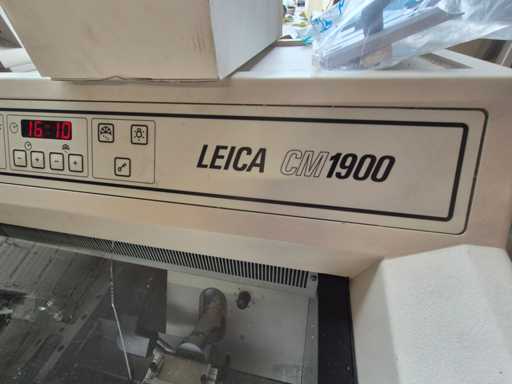 16:10
LEICA CM1900
- + - +